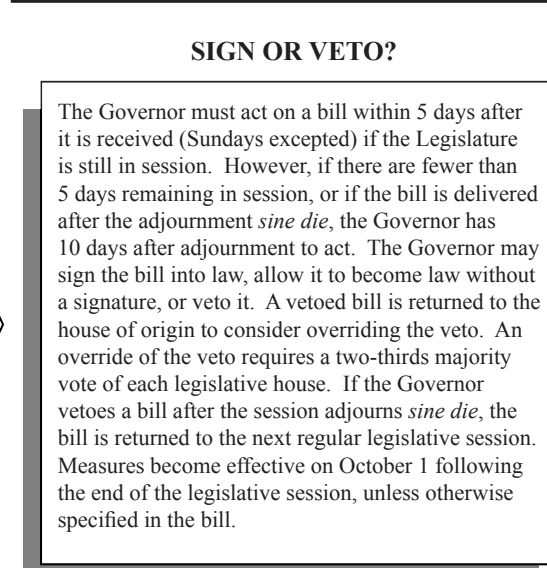 SIGN OR VETO?
The Governor must act on a bill within 5 days after
it is received (Sundays excepted) if the Legislature
is still in session.  However, if there are fewer than
5 days remaining in session, or if the bill is delivered
after the adjournment sine die, the Governor has
10 days after adjournment to act.  The Governor may
sign the bill into law, allow it to become law without
a signature, or veto it.  A vetoed bill is returned to the
house of origin to consider overriding the veto.  An
override of the veto requires a two-thirds majority
vote of each legislative house.  If the Governor
vetoes a bill after the session adjourns sine die, the
bill is returned to the next regular legislative session.
Measures become effective on October 1 following
the end of the legislative session, unless otherwise
specified in the bill.